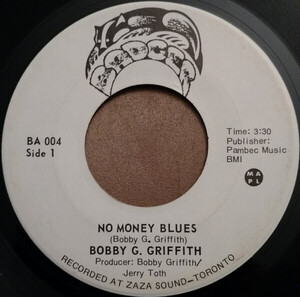 BA 004
Side 1
Time: 3:30
Publisher:
Pambec Music
BMI
M A
P L
NO MONEY BLUES
(Bobby G. Griffith)
BOBBY G. GRIFFITH
Producer: Bobby Griffith/
Jerry Toth
RECORDED AT ZAZA SOUND-TORONTO